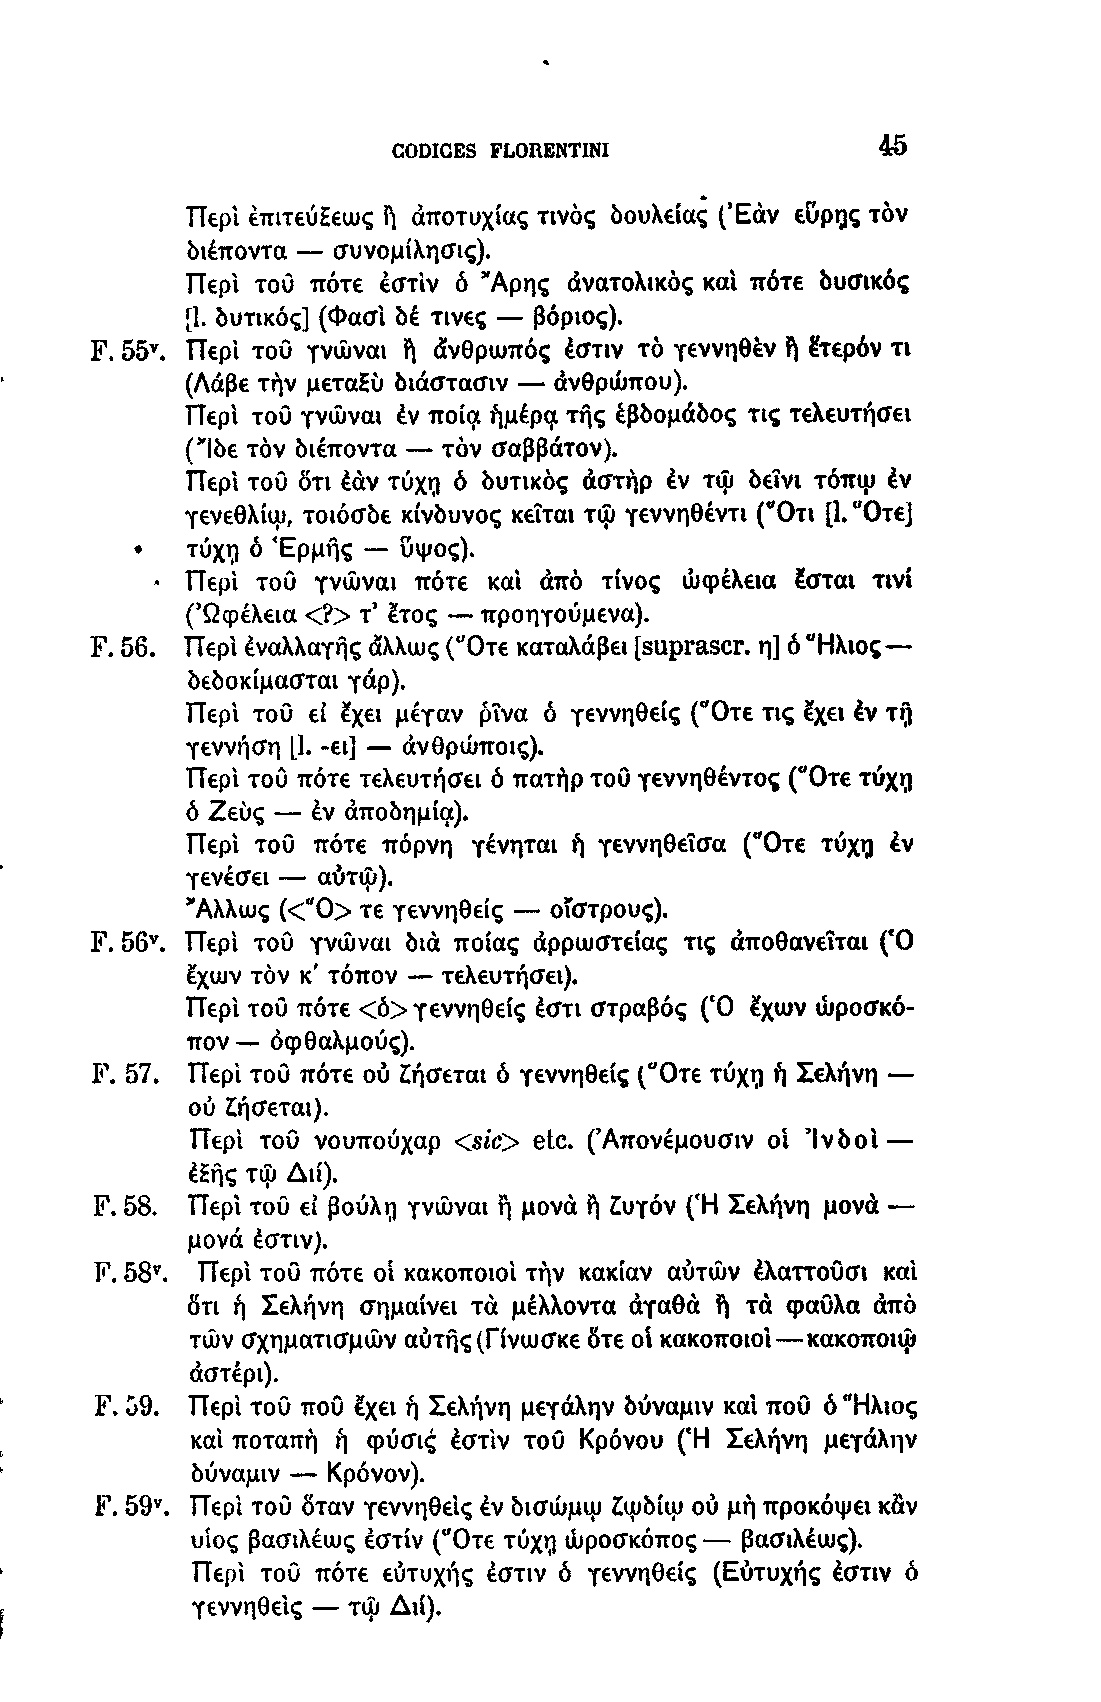 CODICES FLORENTINI 45
Περὶ ἐπιτεύξεως ἢ ἀποτυχίας τινὸς δουλείας (Ἐὰν εὕρῃς τὸν
διέποντα — συνομίλησις).
Περὶ τοῦ πότε ἐστὶν ὁ Ἄρης ἀνατολικὸς καὶ πότε δυσικός
[l. δυτικός] (Φασὶ δέ τινες — βόριος).
F. 55ᵛ. Περὶ τοῦ γνῶναι ἢ ἄνθρωπός ἐστιν τὸ γεννηθὲν ἢ ἕτερόν τι
(Λάβε τὴν μεταξὺ διάστασιν — ἀνθρώπου).
Περὶ τοῦ γνῶναι ἐν ποίᾳ ἡμέρᾳ τῆς ἑβδομάδος τις τελευτήσει
(Ἴδε τὸν διέποντα — τὸν σαββάτον).
Περὶ τοῦ ὅτι ἐὰν τύχῃ ὁ δυτικὸς ἀστὴρ ἐν τῷ δεῖνι τόπῳ ἐν
γενεθλίῳ, τοιόσδε κίνδυνος κεῖται τῷ γεννηθέντι (Ὅτι [l. Ὅτε]
τύχῃ ὁ Ἑρμῆς — ὕψος).
Περὶ τοῦ γνῶναι πότε καὶ ἀπὸ τίνος ὠφέλεια ἔσται τινί
(Ὠφέλεια <?> τ’ ἔτος — προηγούμενα).
F. 56. Περὶ ἐναλλαγῆς ἄλλως (Ὅτε καταλάβει [suprascr. η] ὁ Ἥλιος —
δεδοκίμασται γάρ).
Περὶ τοῦ εἰ ἔχει μέγαν ῥῖνα ὁ γεννηθείς (Ὅτε τις ἔχει ἐν τῇ
γεννήση [l. -ει] — ἀνθρώποις).
Περὶ τοῦ πότε τελευτήσει ὁ πατὴρ τοῦ γεννηθέντος (Ὅτε τύχῃ
ὁ Ζεὺς — ἐν ἀποδημίᾳ).
Περὶ τοῦ πότε πόρνη γένηται ἡ γεννηθεῖσα (Ὅτε τύχῃ ἐν
γενέσει — αὐτῷ).
Ἄλλως (<Ὅ> τε γεννηθείς — οἴστρους).
F. 56ᵛ. Περὶ τοῦ γνῶναι διὰ ποίας ἀρρωστείας τις ἀποθανεῖται (Ὁ
ἔχων τὸν κ′ τόπον — τελευτήσει).
Περὶ τοῦ πότε <ὁ> γεννηθείς ἐστι στραβός (Ὁ ἔχων ὡροσκό-
πον — ὀφθαλμούς).
F. 57. Περὶ τοῦ πότε οὐ ζήσεται ὁ γεννηθείς (Ὅτε τύχῃ ἡ Σελήνη —
οὐ ζήσεται).
Περὶ τοῦ νουπούχαρ <sic> etc. (Ἀπονέμουσιν οἱ Ἰνδοὶ —
ἑξῆς τῷ Διί).
F. 58. Περὶ τοῦ εἰ βούλῃ γνῶναι ἢ μονὰ ἢ ζυγόν (Ἡ Σελήνη μονὰ —
μονά ἐστιν).
F. 58ᵛ. Περὶ τοῦ πότε οἱ κακοποιοὶ τὴν κακίαν αὐτῶν ἐλαττοῦσι καὶ
ὅτι ἡ Σελήνη σημαίνει τὰ μέλλοντα ἀγαθὰ ἢ τὰ φαῦλα ἀπὸ
τῶν σχηματισμῶν αὐτῆς (Γίνωσκε ὅτε οἱ κακοποιοὶ — κακοποιῷ
ἀστέρι).
F. 59. Περὶ τοῦ ποῦ ἔχει ἡ Σελήνη μεγάλην δύναμιν καὶ ποῦ ὁ Ἥλιος
καὶ ποταπὴ ἡ φύσις ἐστὶν τοῦ Κρόνου (Ἡ Σελήνη μεγάλην
δύναμιν — Κρόνον).
F. 59ᵛ. Περὶ τοῦ ὅταν γεννηθεὶς ἐν δισώμῳ ζῳδίῳ οὐ μὴ προκόψει κἂν
υἱος βασιλέως ἐστίν (Ὅτε τύχῃ ὡροσκόπος — βασιλέως).
Περὶ τοῦ πότε εὐτυχής ἐστιν ὁ γεννηθείς (Εὐτυχής ἐστιν ὁ
γεννηθεὶς — τῷ Διί).